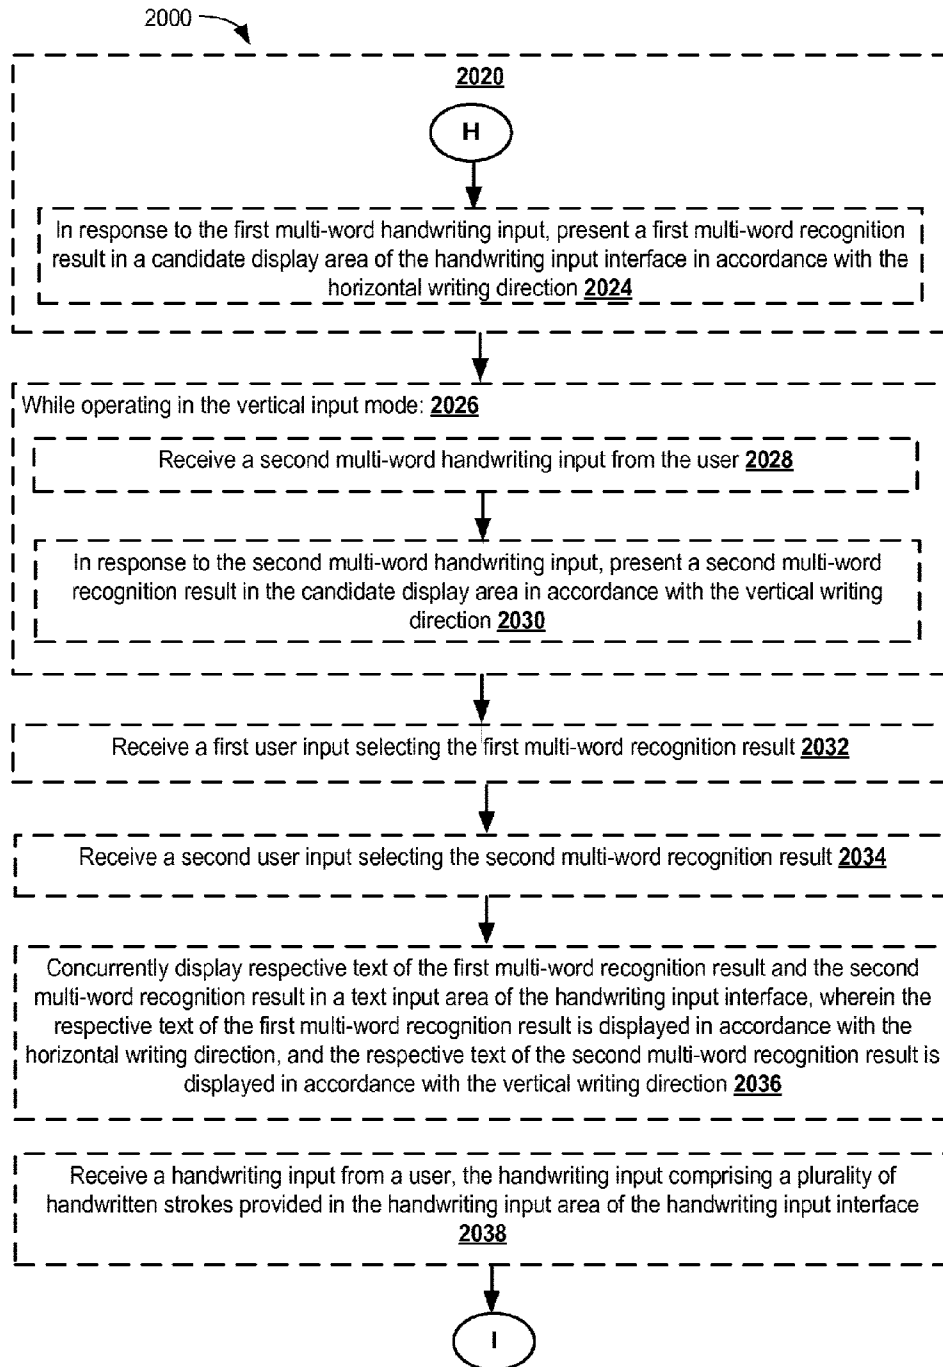 2000
2020
H
In response to the first multi-word handwriting input, present a first multi-word recognition
result in a candidate display area of the handwriting input interface in accordance with the
horizontal writing direction 2024
While operating in the vertical input mode: 2026
Receive a second multi-word handwriting input from the user 2028
In response to the second multi-word handwriting input, present a second multi-word
recognition result in the candidate display area in accordance with the vertical writing
direction 2030
Receive a first user input selecting the first multi-word recognition result 2032
Receive a second user input selecting the second multi-word recognition result 2034
Concurrently display respective text of the first multi-word recognition result and the second
multi-word recognition result in a text input area of the handwriting input interface, wherein the
respective text of the first multi-word recognition result is displayed in accordance with the
horizontal writing direction, and the respective text of the second multi-word recognition result is
displayed in accordance with the vertical writing direction 2036
Receive a handwriting input from a user, the handwriting input comprising a plurality of
handwritten strokes provided in the handwriting input area of the handwriting input interface
2038
I